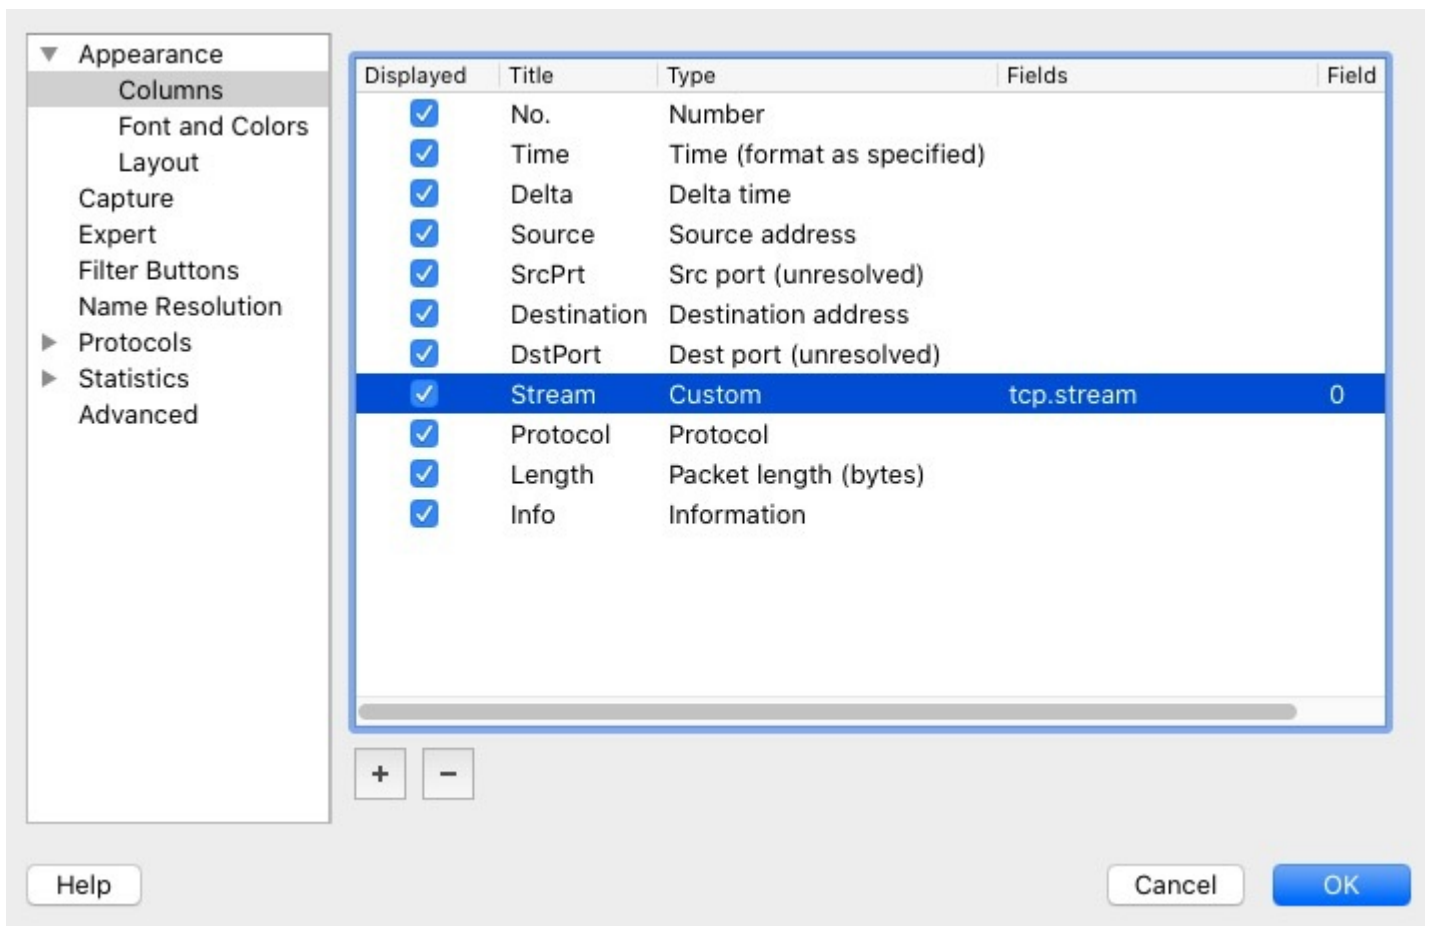 Appearance
Columns
Font and Colors
Layout
Capture
Expert
Filter Buttons
Name Resolution
Protocols
Statistics
Advanced
Displayed Title Type Fields Field
No. Number
Time Time (format as specified)
Delta Delta time
Source Source address
SrcPrt Src port (unresolved)
Destination Destination address
DstPort Dest port (unresolved)
Stream Custom tcp.stream 0
Protocol Protocol
Length Packet length (bytes)
Info Information
+ −
Help Cancel OK